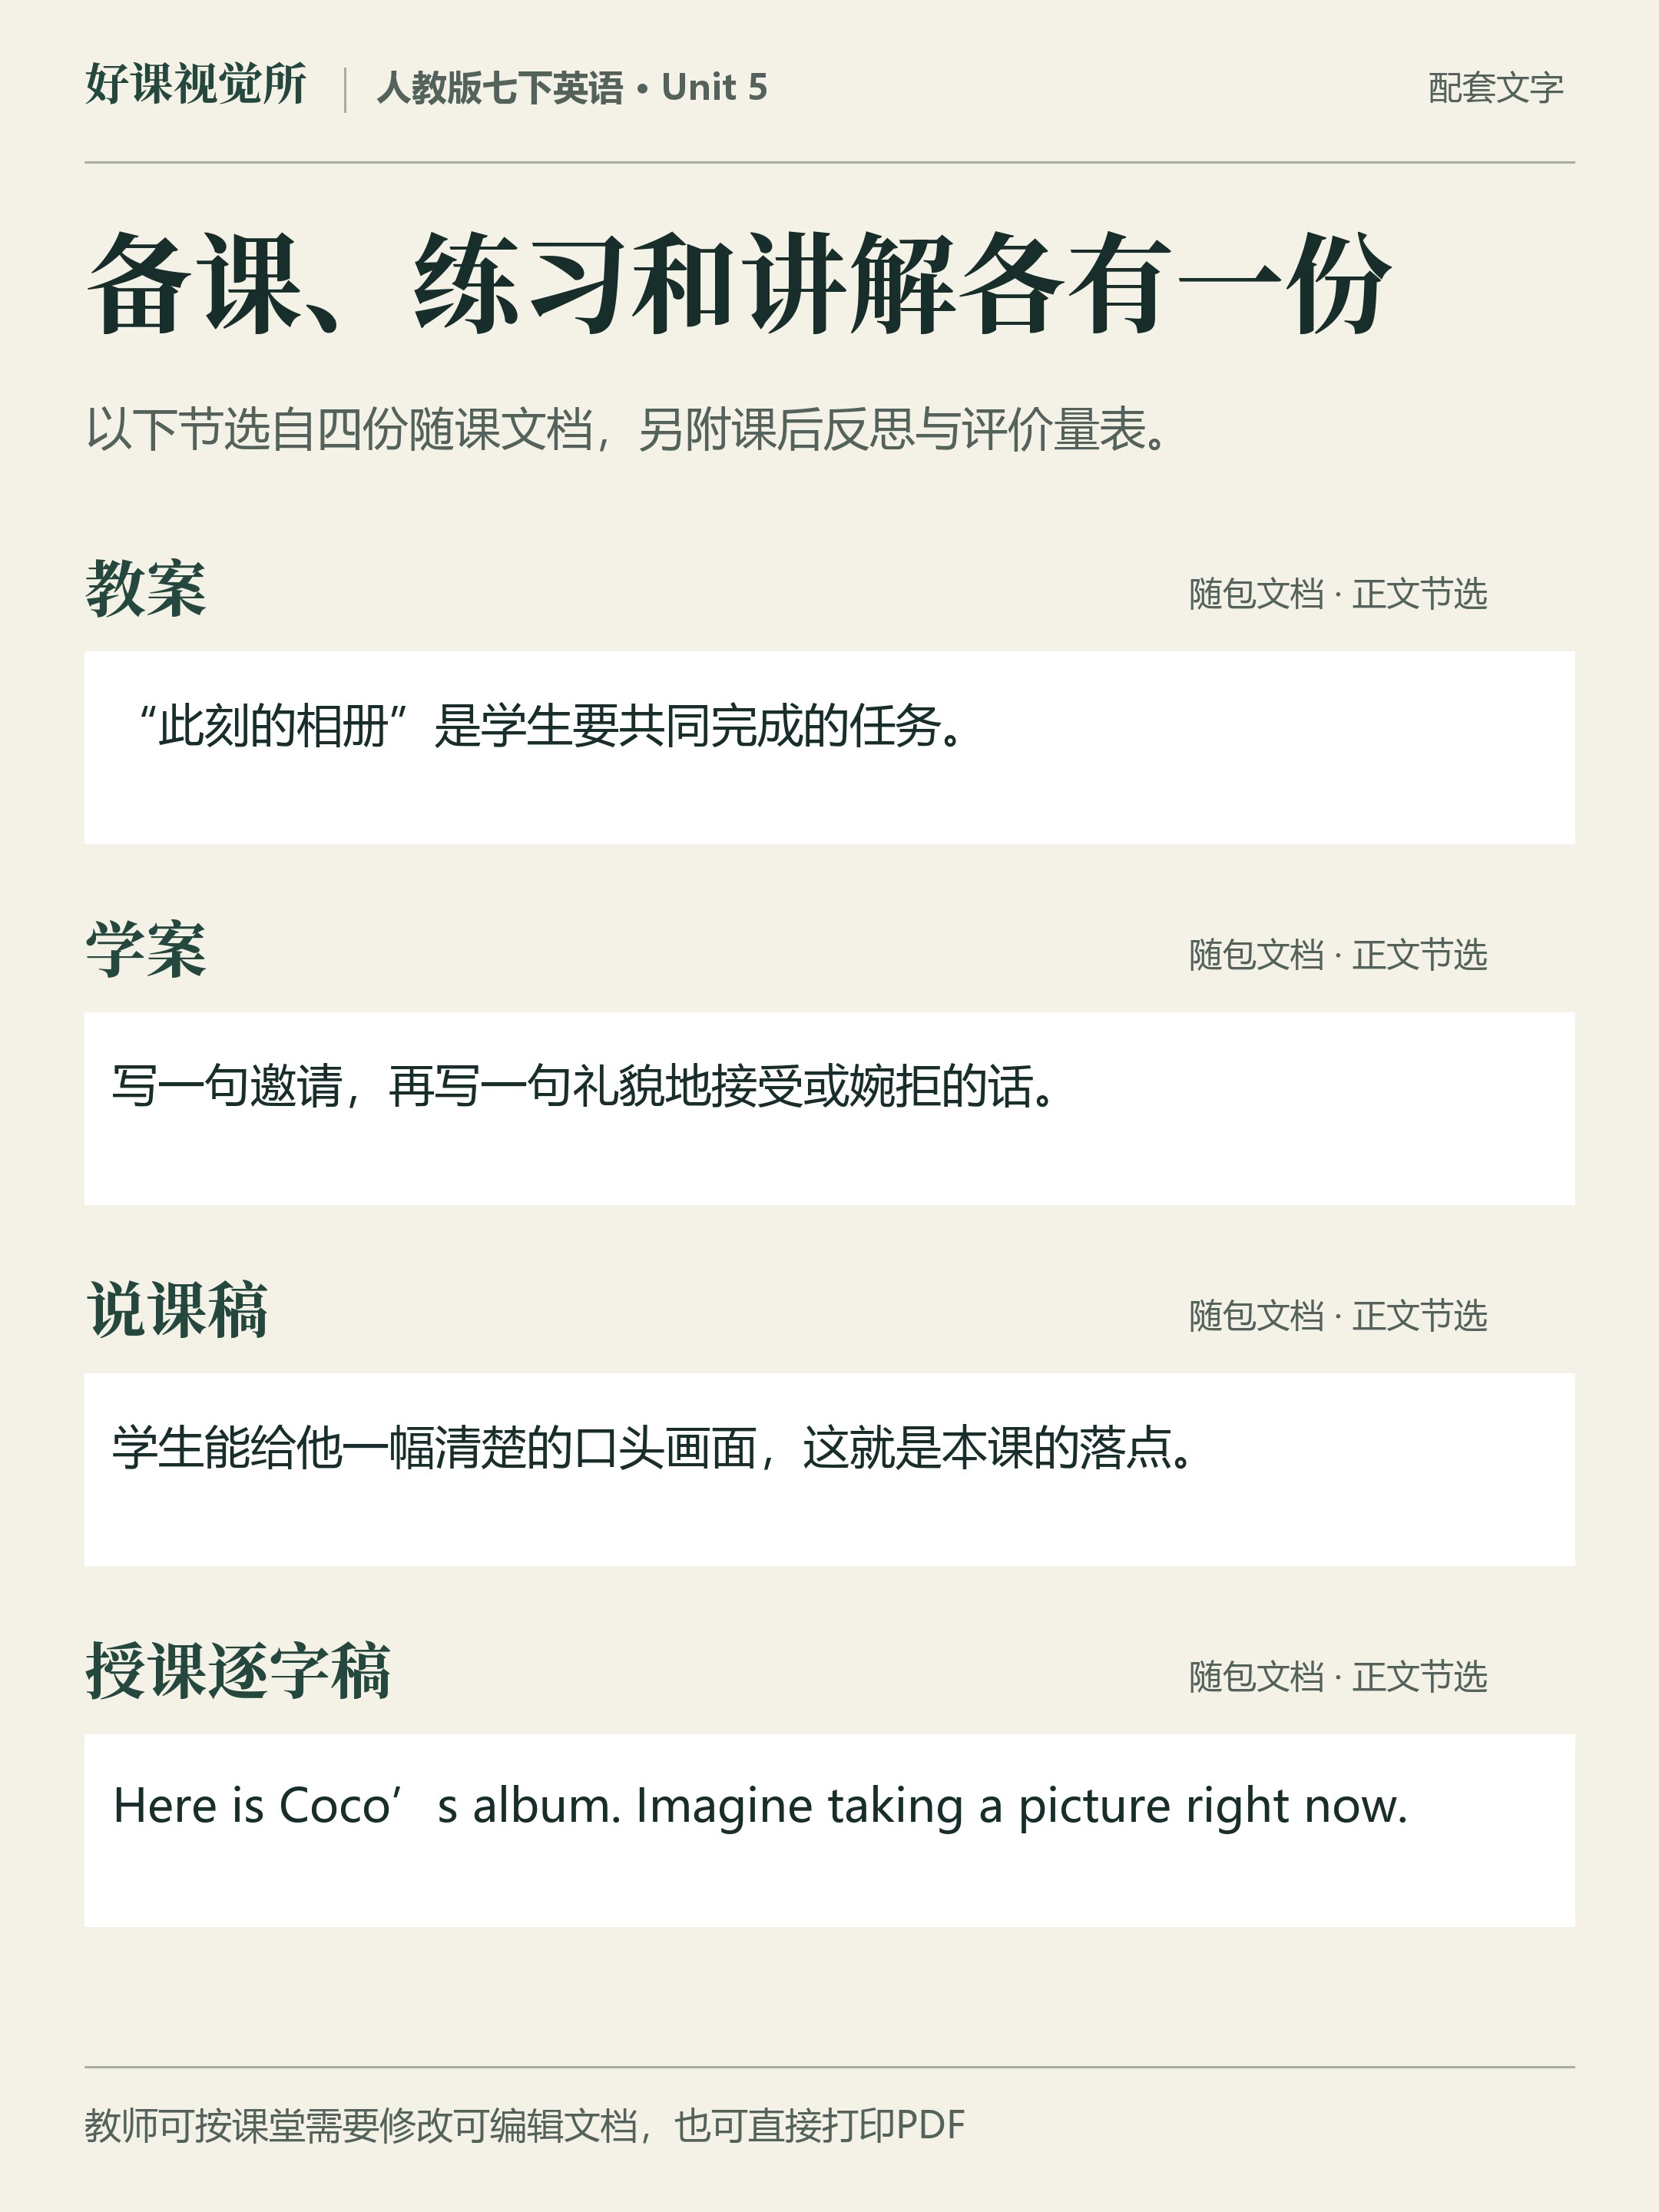 好课视觉所 人教版七下英语 • Unit 5 配套文字
备课、练习和讲解各有一份
以下节选自四份随课文档，另附课后反思与评价量表。
教案 随包文档 · 正文节选
“此刻的相册”是学生要共同完成的任务。
学案 随包文档 · 正文节选
写一句邀请，再写一句礼貌地接受或婉拒的话。
说课稿 随包文档 · 正文节选
学生能给他一幅清楚的口头画面，这就是本课的落点。
授课逐字稿 随包文档 · 正文节选
Here is Coco’s album. Imagine taking a picture right now.
教师可按课堂需要修改可编辑文档，也可直接打印PDF